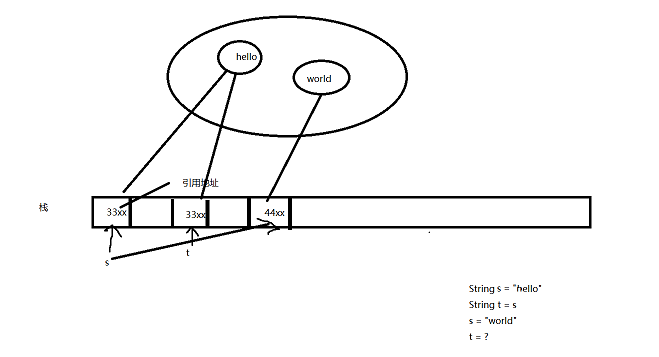 hello
world
引用地址
栈
33xx
33xx
44xx
s
t
String s = "hello"
String t = s
s = "world"
t = ?